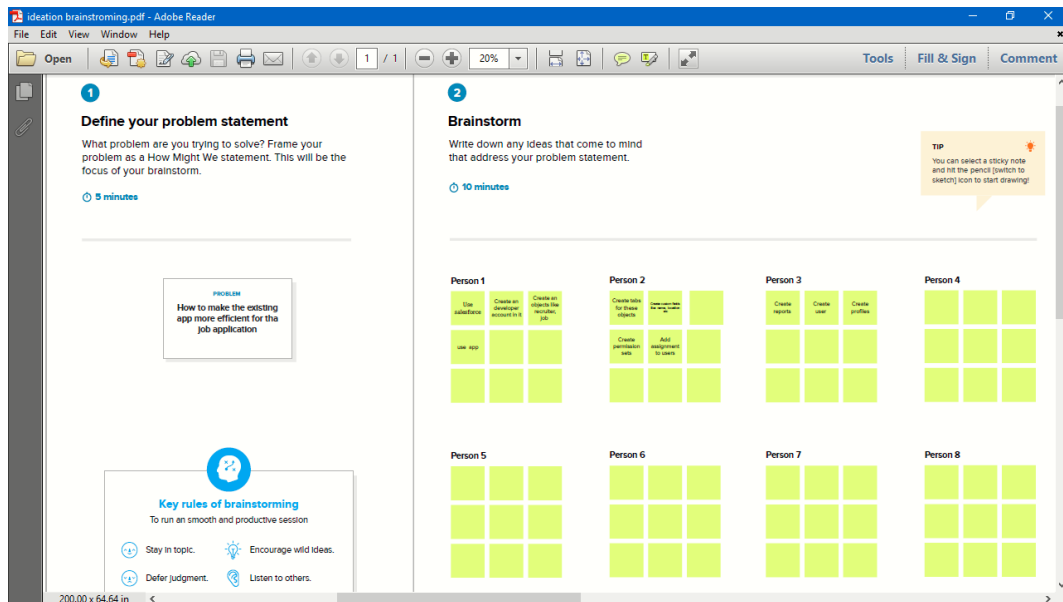 ideation brainstroming.pdf - Adobe Reader
File Edit View Window Help
Open
1 / 1
20%
Tools
Fill & Sign
Comment
1
Define your problem statement
What problem are you trying to solve? Frame your
problem as a How Might We statement. This will be the
focus of your brainstorm.
5 minutes
PROBLEM
How to make the existing
app more efficient for tha
job application
Key rules of brainstorming
To run an smooth and productive session
Stay in topic.
Encourage wild ideas.
Defer judgment.
Listen to others.
2
Brainstorm
Write down any ideas that come to mind
that address your problem statement.
10 minutes
TIP
You can select a sticky note
and hit the pencil [switch to
sketch] icon to start drawing!
Person 1
Use
salesforce
Create an
developer
account in it
Create an
objects like
recruiter,
job
use app
Person 2
Create tabs
for these
objects
Create permission
sets
Add
assignment
to users
Person 3
Create
reports
Create
user
Create
profiles
Person 4
Person 5
Person 6
Person 7
Person 8
200.00 x 64.64 in